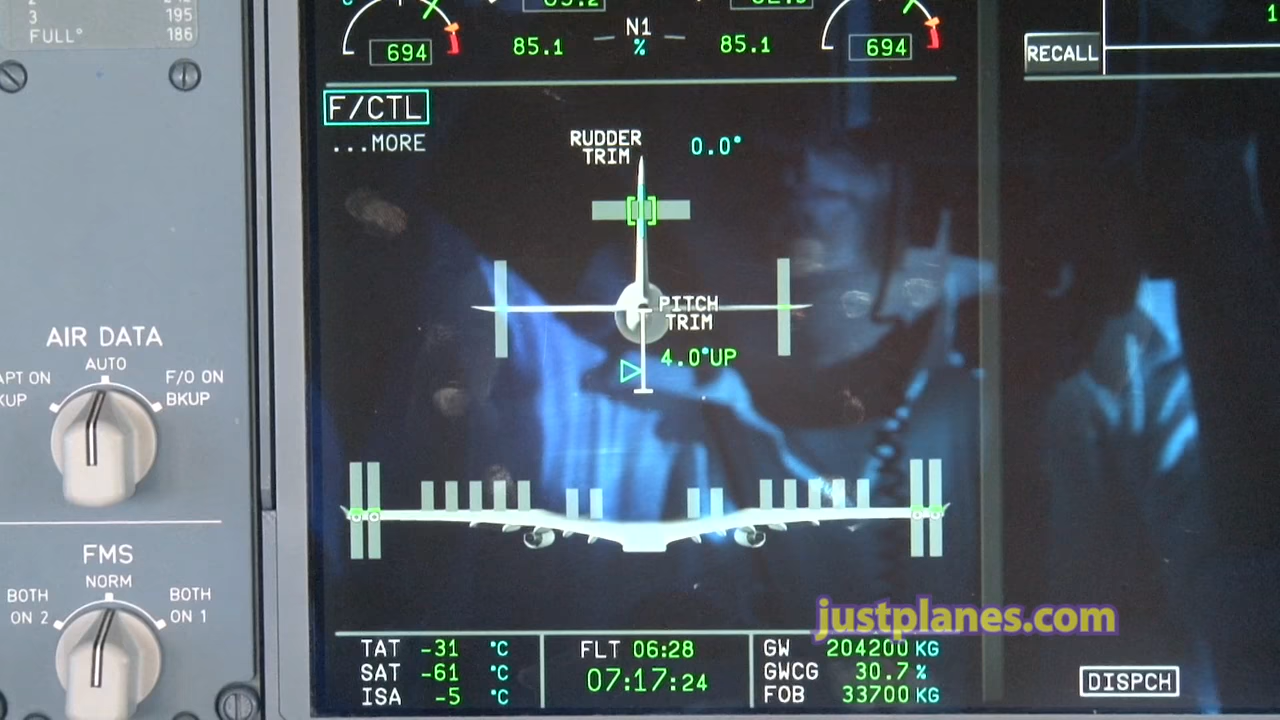 3 195
FULL° 186
694
85.1
N1
%
85.1
694
1
RECALL
F/CTL
...MORE
RUDDER
TRIM
0.0°
PITCH
TRIM
4.0°UP
AIR DATA
AUTO
APT ON
KUP
F/O ON
BKUP
FMS
NORM
BOTH
ON 2
BOTH
ON 1
justplanes.com
TAT -31 °C
SAT -61 °C
ISA -5 °C
FLT 06:28
07:17:24
GW 204200 KG
GWCG 30.7 %
FOB 33700 KG
DISPCH